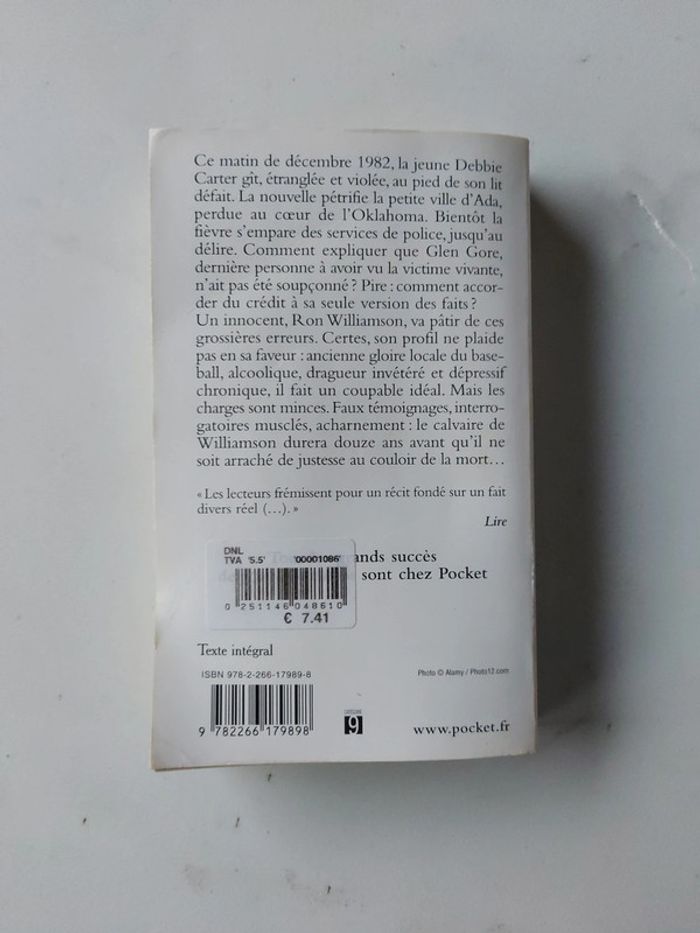 Ce matin de décembre 1982, la jeune Debbie
Carter gît, étranglée et violée, au pied de son lit
défait. La nouvelle pétrifie la petite ville d'Ada,
perdue au cœur de l'Oklahoma. Bientôt la
fièvre s'empare des services de police, jusqu'au
délire. Comment expliquer que Glen Gore,
dernière personne à avoir vu la victime vivante,
n'ait pas été soupçonné ? Pire : comment accor-
der du crédit à sa seule version des faits ?
Un innocent, Ron Williamson, va pâtir de ces
grossières erreurs. Certes, son profil ne plaide
pas en sa faveur : ancienne gloire locale du base-
ball, alcoolique, dragueur invétéré et dépressif
chronique, il fait un coupable idéal. Mais les
charges sont minces. Faux témoignages, interro-
gatoires musclés, acharnement : le calvaire de
Williamson durera douze ans avant qu'il ne
soit arraché de justesse au couloir de la mort…
« Les lecteurs frémissent pour un récit fondé sur un fait
divers réel (…). »
Lire
ands succès
sont chez Pocket
DNL
TVA '5.5' '00001086'
0 251146 048610
€ 7.41
Texte intégral
ISBN 978-2-266-17989-8
Photo © Alamy / Photo12.com
9 782266 179898
9
www.pocket.fr